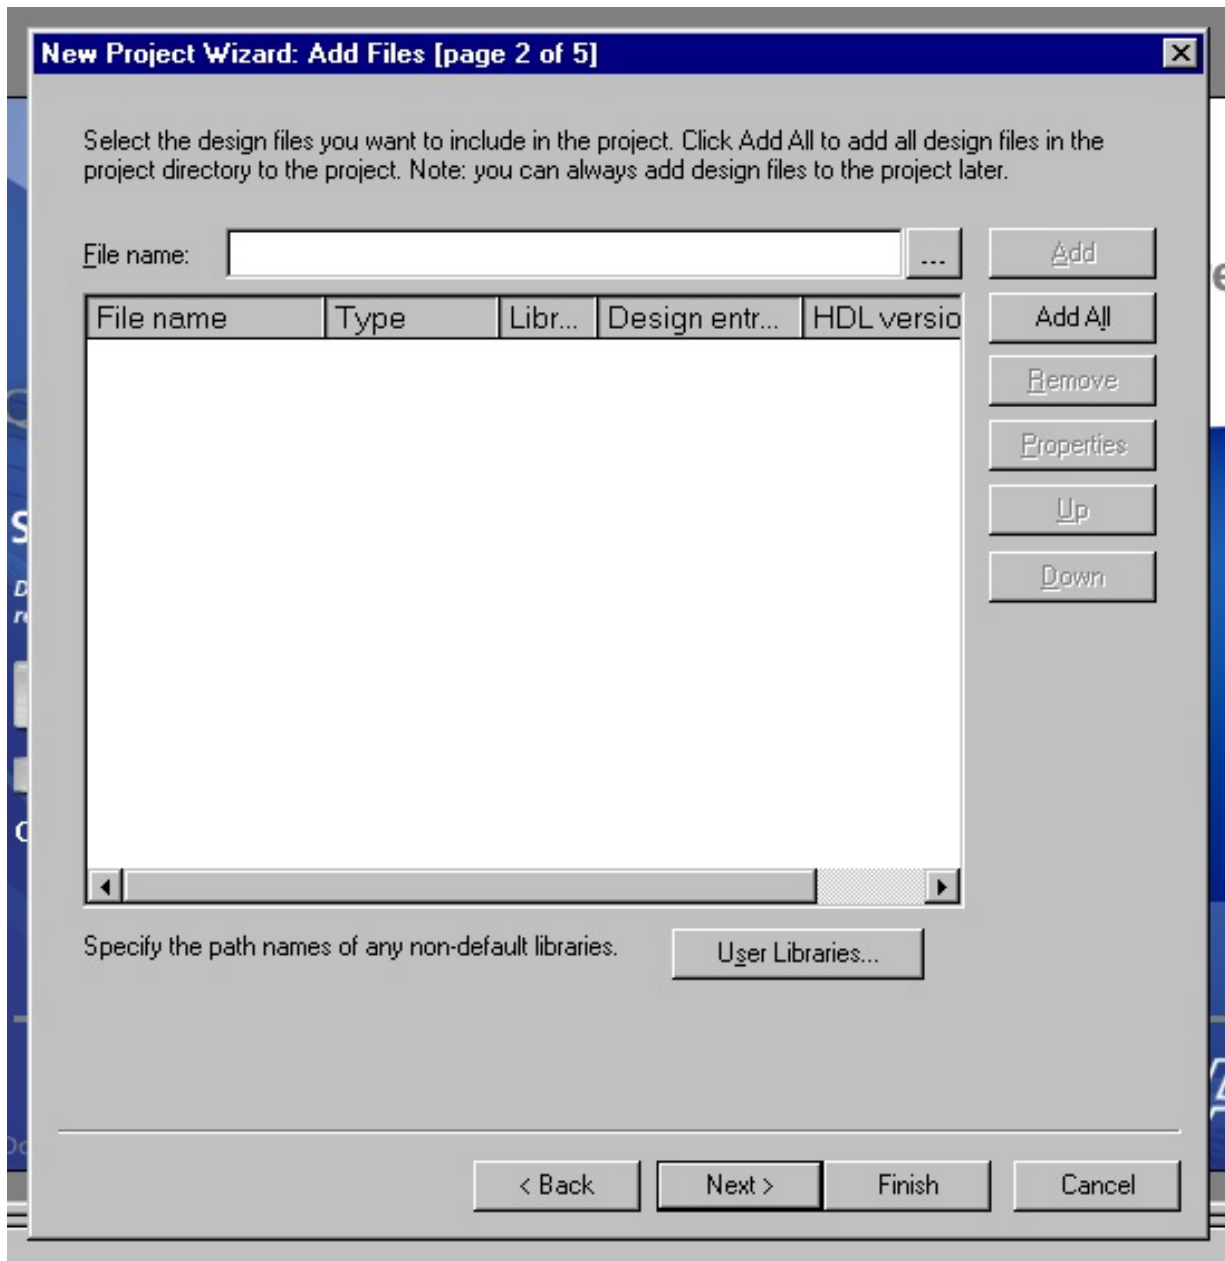 New Project Wizard: Add Files [page 2 of 5]
Select the design files you want to include in the project. Click Add All to add all design files in the
project directory to the project. Note: you can always add design files to the project later.
File name:
...
Add
File name Type Libr... Design entr... HDL versio
Add All
Remove
Properties
Up
Down
Specify the path names of any non-default libraries.
User Libraries...
< Back
Next >
Finish
Cancel